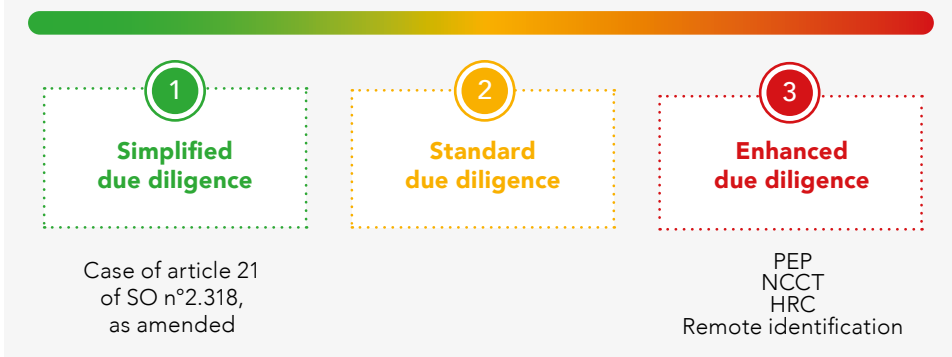 1
Simplified
due diligence
Case of article 21
of SO n°2.318,
as amended
2
Standard
due diligence
3
Enhanced
due diligence
PEP
NCCT
HRC
Remote identification